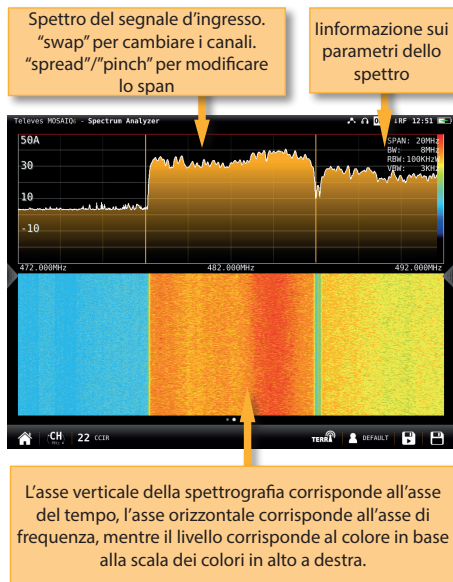 Spettro del segnale d'ingresso.
“swap” per cambiare i canali.
“spread”/“pinch” per modificare
lo span
Iinformazione sui
parametri dello
spettro
Televes MOSAIQ6 - Spectrum Analyzer
RF 12:51
50A
30
10
-10
SPAN: 20MHz
BW: 8MHz
RBW:100KHz
VBW: 3KHz
472.000MHz
482.000MHz
492.000MHz
CH
22 CCIR
TERR
DEFAULT
L'asse verticale della spettrografia corrisponde all'asse
del tempo, l'asse orizzontale corrisponde all'asse di
frequenza, mentre il livello corrisponde al colore in base
alla scala dei colori in alto a destra.